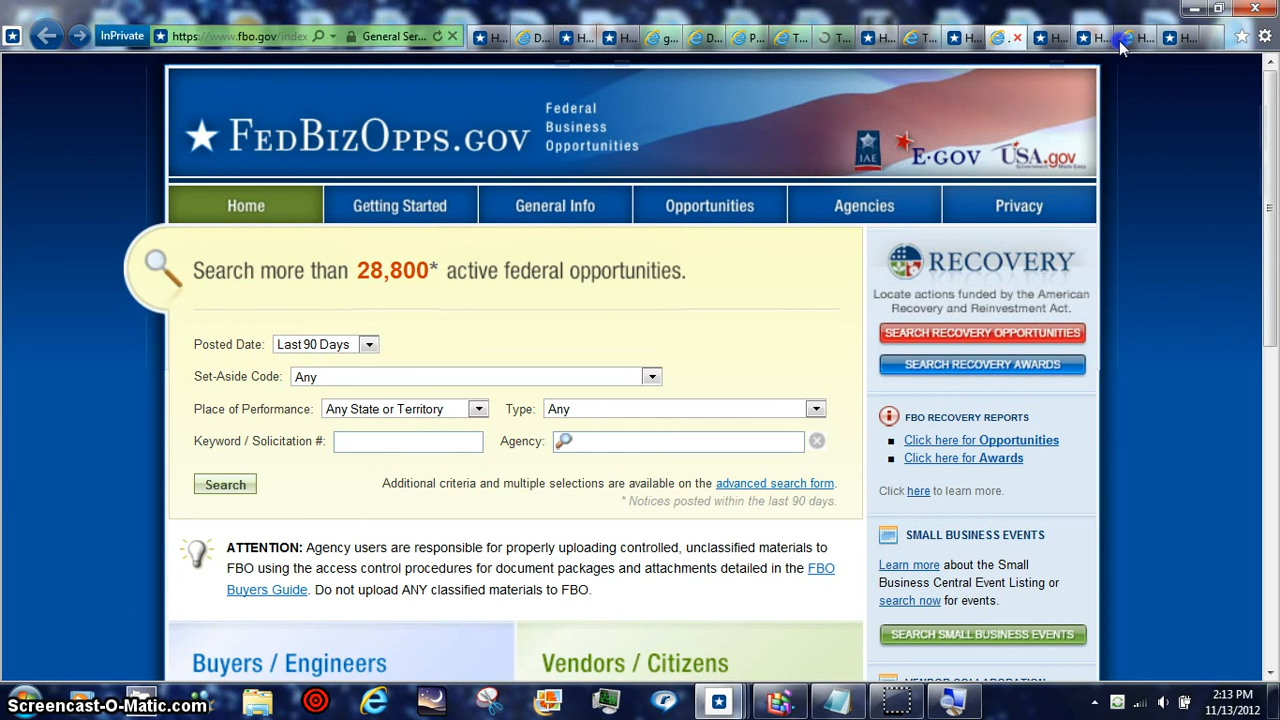 InPrivate
https://www.fbo.gov/index
General Ser...
H...
D...
H...
H...
g...
D...
P...
T...
T...
H...
T...
H...
H...
H...
H...
H...
★ FEDBIZOPPS.GOV
Federal
Business
Opportunities
IAE
E-GOV
USA.gov
Home
Getting Started
General Info
Opportunities
Agencies
Privacy
Search more than 28,800* active federal opportunities.
Posted Date: Last 90 Days
Set-Aside Code: Any
Place of Performance: Any State or Territory Type: Any
Keyword / Solicitation #: Agency:
Search
Additional criteria and multiple selections are available on the advanced search form.
* Notices posted within the last 90 days.
ATTENTION: Agency users are responsible for properly uploading controlled, unclassified materials to
FBO using the access control procedures for document packages and attachments detailed in the FBO
Buyers Guide. Do not upload ANY classified materials to FBO.
Buyers / Engineers
Vendors / Citizens
RECOVERY
Locate actions funded by the American
Recovery and Reinvestment Act.
SEARCH RECOVERY OPPORTUNITIES
SEARCH RECOVERY AWARDS
FBO RECOVERY REPORTS
Click here for Opportunities
Click here for Awards
Click here to learn more.
SMALL BUSINESS EVENTS
Learn more about the Small
Business Central Event Listing or
search now for events.
SEARCH SMALL BUSINESS EVENTS
VENDOR COLLABORATION
Screencast-O-Matic.com
2:13 PM
11/13/2012